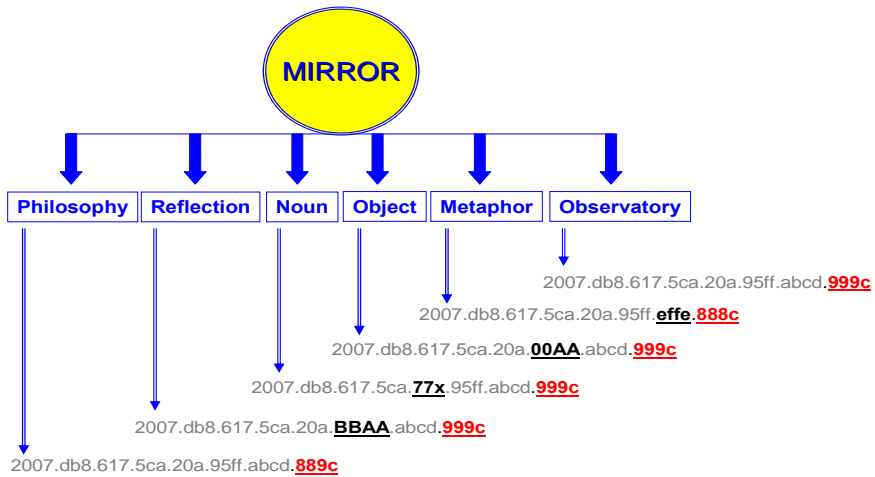 MIRROR
Philosophy Reflection Noun Object Metaphor Observatory
2007.db8.617.5ca.20a.95ff.abcd.999c
2007.db8.617.5ca.20a.95ff.effe.888c
2007.db8.617.5ca.20a.00AA.abcd.999c
2007.db8.617.5ca.77x.95ff.abcd.999c
2007.db8.617.5ca.20a.BBAA.abcd.999c
2007.db8.617.5ca.20a.95ff.abcd.889c